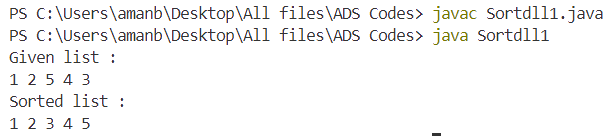 PS C:\Users\amanb\Desktop\All files\ADS Codes> javac Sortdll1.java
PS C:\Users\amanb\Desktop\All files\ADS Codes> java Sortdll1
Given list :
1 2 5 4 3
Sorted list :
1 2 3 4 5